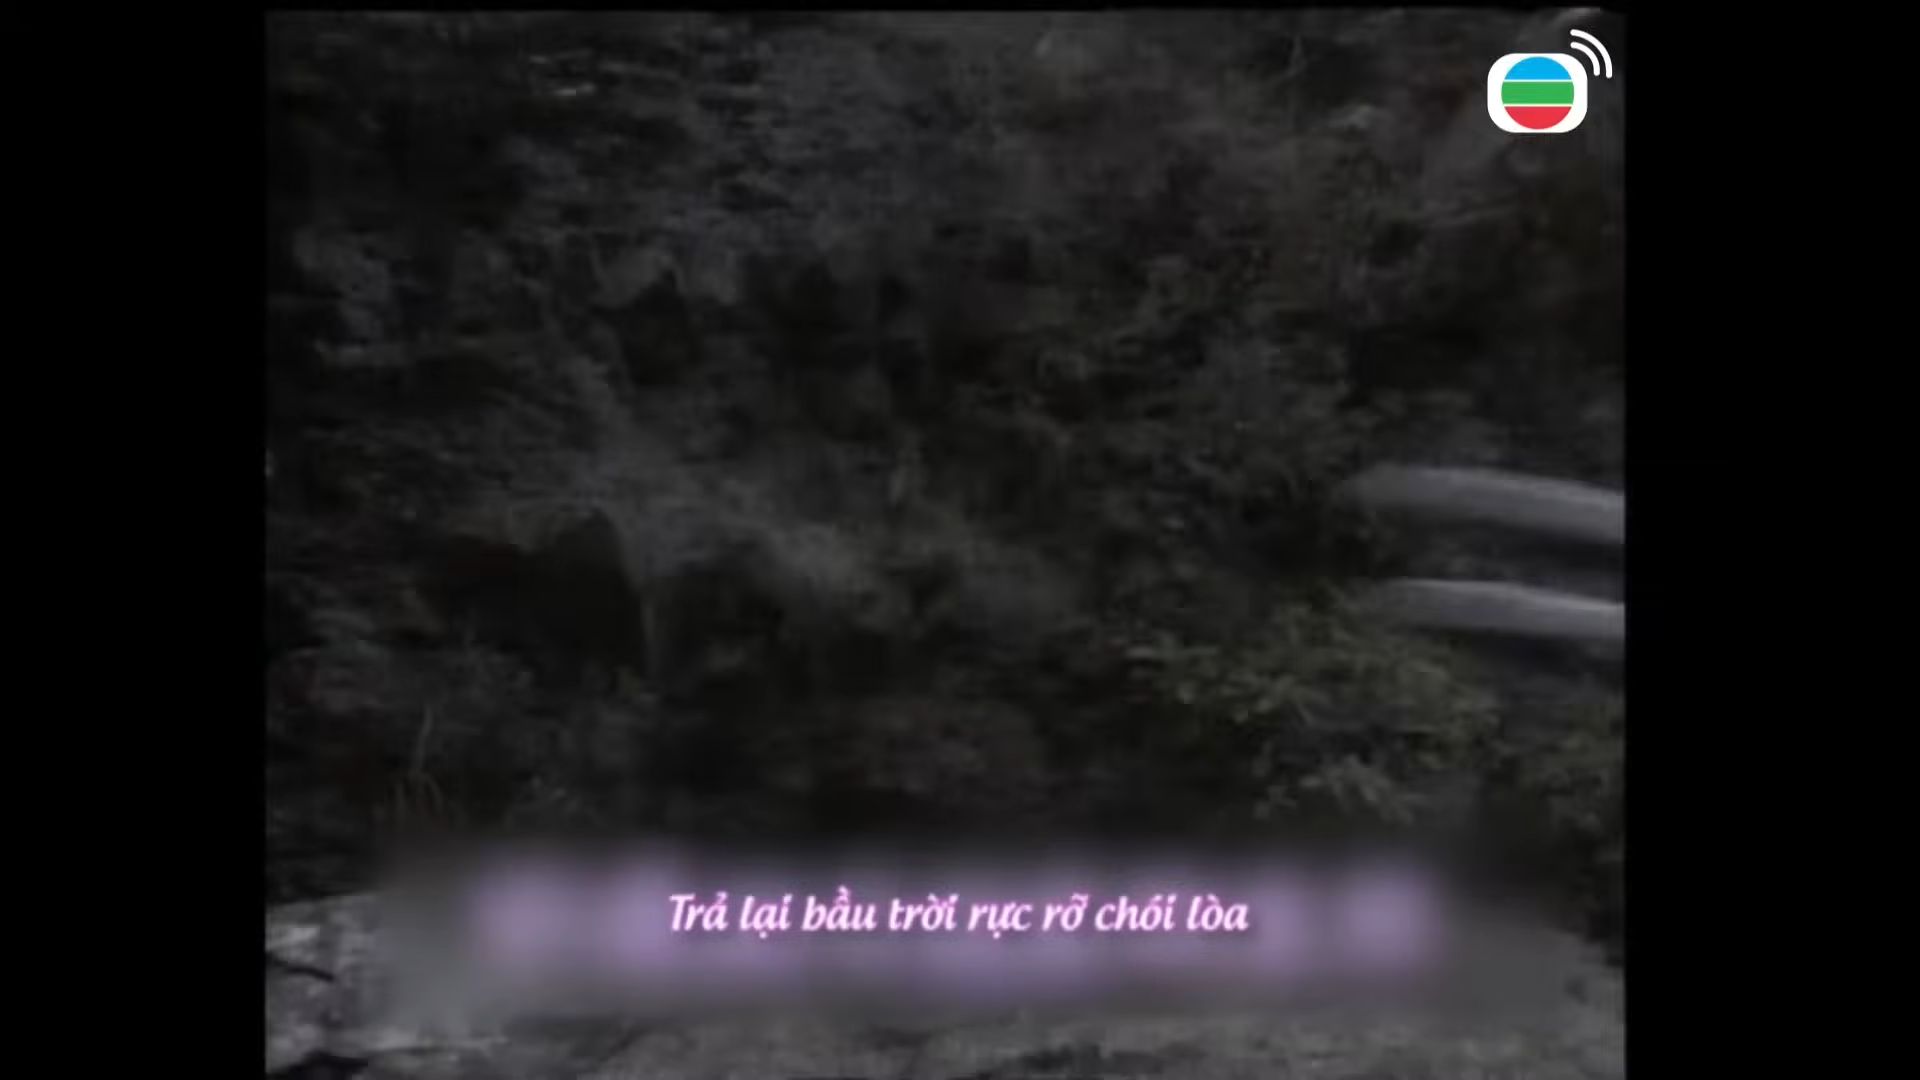 Trả lại bầu trời rực rỡ chói lòa